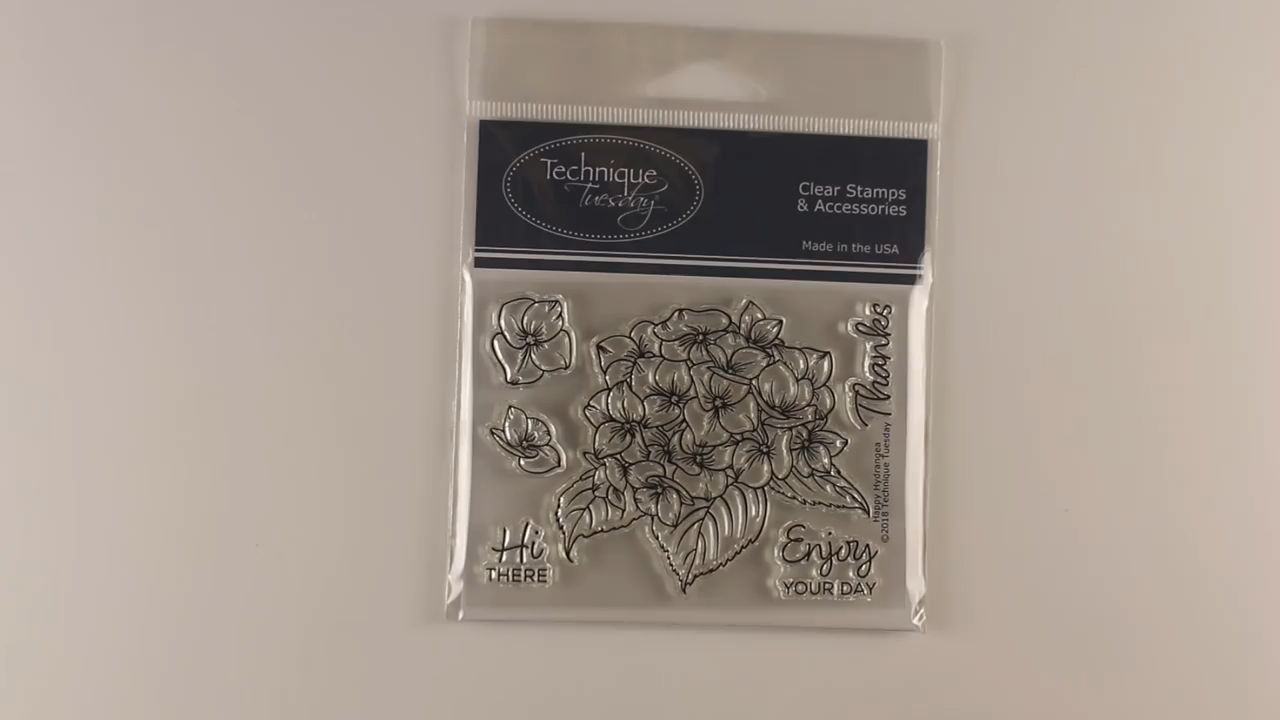 Technique
Tuesday
Clear Stamps
& Accessories
Made in the USA
Thanks
Happy Hydrangea
©2018 Technique Tuesday
Hi
THERE
Enjoy
YOUR DAY